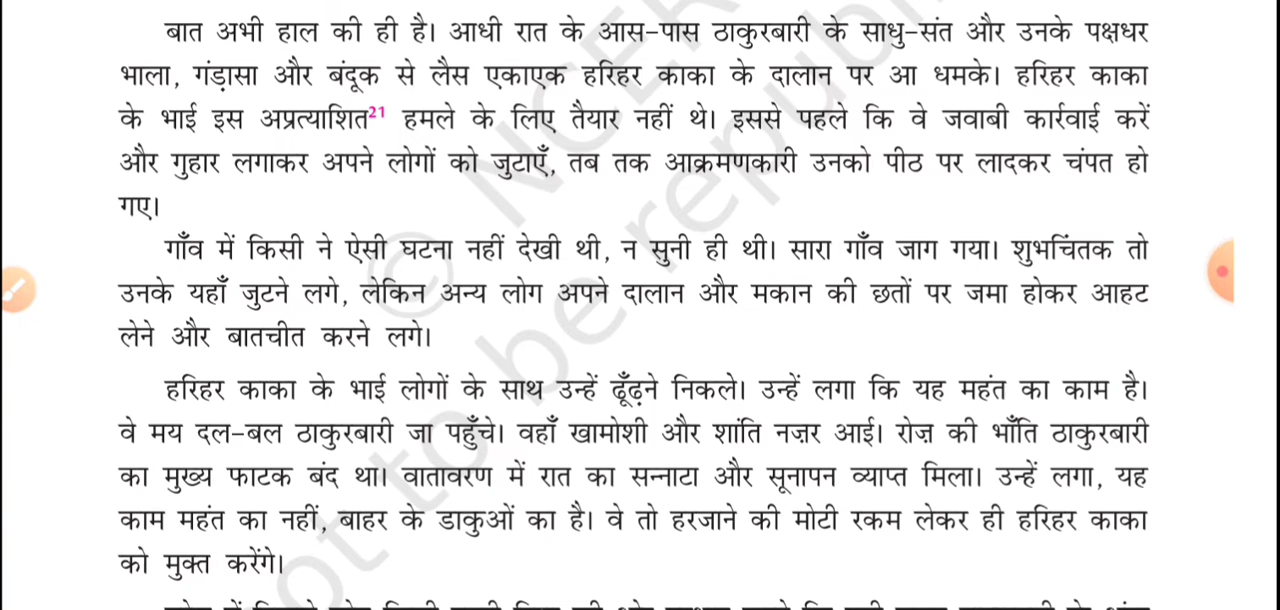 बात अभी हाल की ही है। आधी रात के आस-पास ठाकुरबारी के साधु-संत और उनके पक्षधर
भाला, गंड़ासा और बंदूक से लैस एकाएक हरिहर काका के दालान पर आ धमके। हरिहर काका
के भाई इस अप्रत्याशित21 हमले के लिए तैयार नहीं थे। इससे पहले कि वे जवाबी कार्रवाई करें
और गुहार लगाकर अपने लोगों को जुटाएँ, तब तक आक्रमणकारी उनको पीठ पर लादकर चंपत हो
गए।
गाँव में किसी ने ऐसी घटना नहीं देखी थी, न सुनी ही थी। सारा गाँव जाग गया। शुभचिंतक तो
उनके यहाँ जुटने लगे, लेकिन अन्य लोग अपने दालान और मकान की छतों पर जमा होकर आहट
लेने और बातचीत करने लगे।
हरिहर काका के भाई लोगों के साथ उन्हें ढूँढ़ने निकले। उन्हें लगा कि यह महंत का काम है।
वे मय दल-बल ठाकुरबारी जा पहुँचे। वहाँ खामोशी और शांति नज़र आई। रोज़ की भाँति ठाकुरबारी
का मुख्य फाटक बंद था। वातावरण में रात का सन्नाटा और सूनापन व्याप्त मिला। उन्हें लगा, यह
काम महंत का नहीं, बाहर के डाकुओं का है। वे तो हरजाने की मोटी रकम लेकर ही हरिहर काका
को मुक्त करेंगे।
© NCER
not to be republi